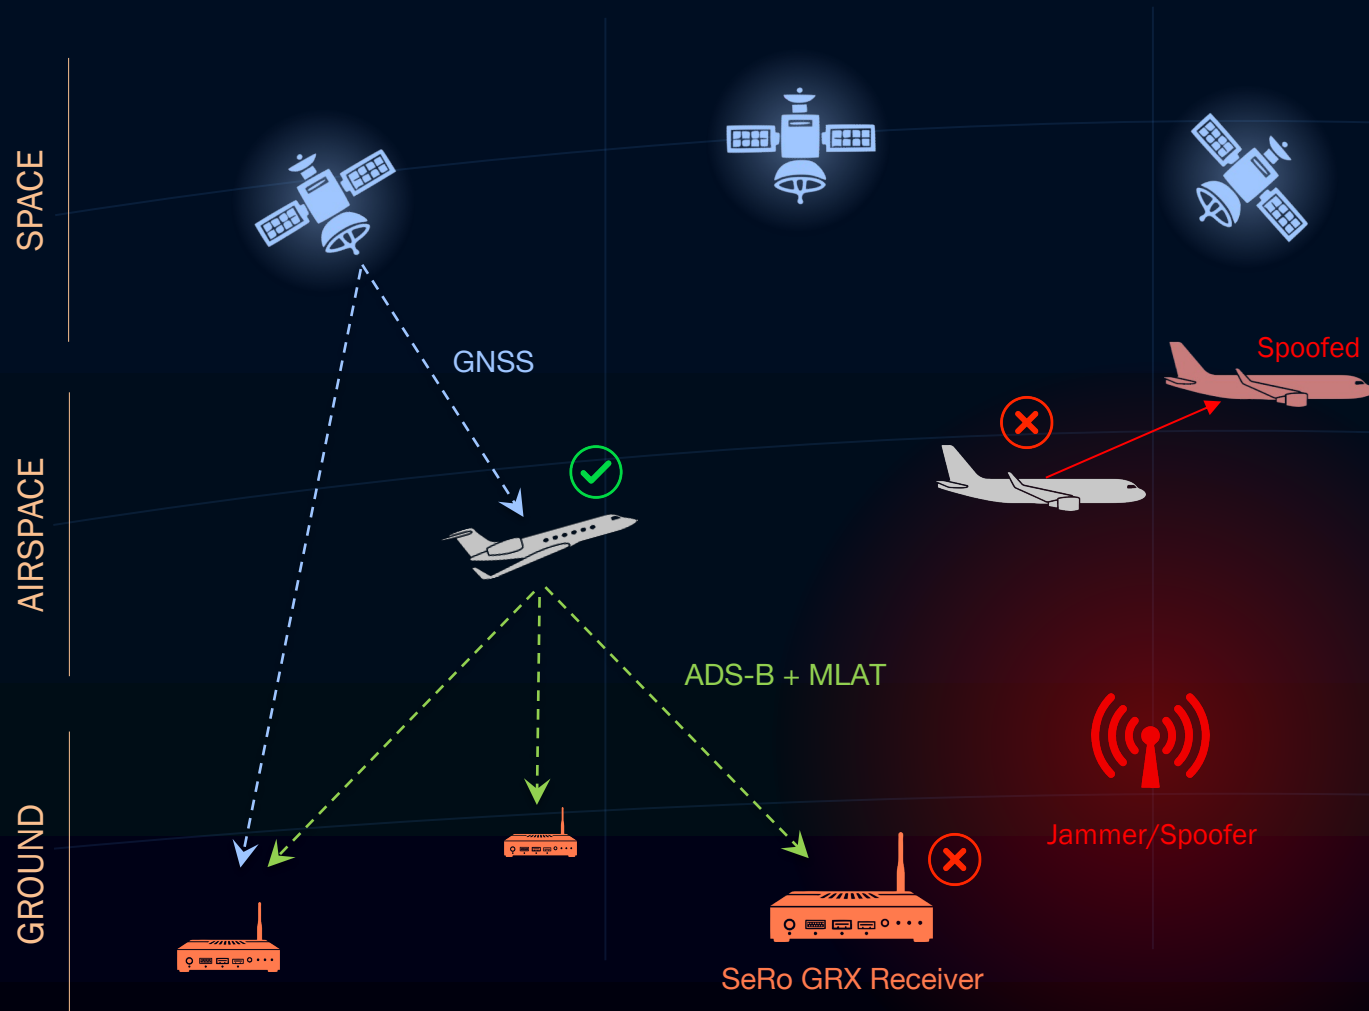 SPACE
Spoofed
GNSS
AIRSPACE
ADS-B + MLAT
Jammer/Spoofer
GROUND
SeRo GRX Receiver